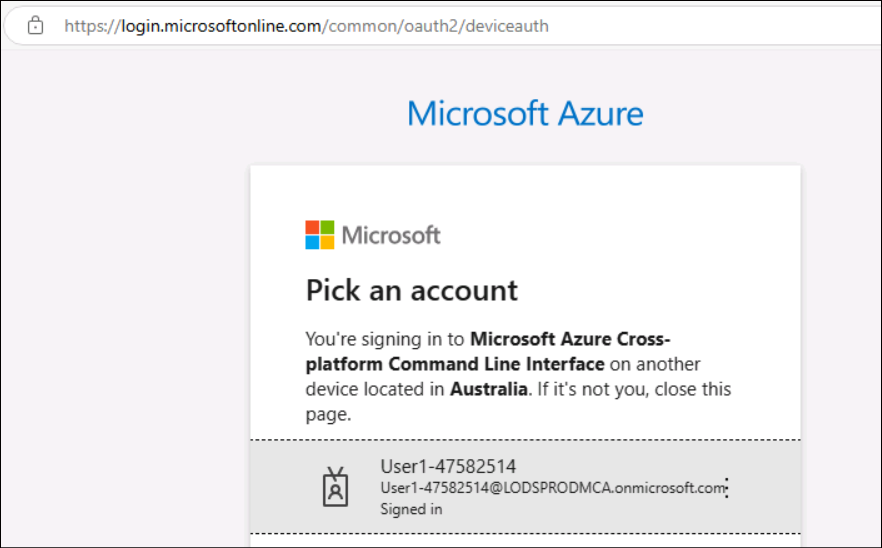 https://login.microsoftonline.com/common/oauth2/deviceauth
Microsoft Azure
Microsoft
Pick an account
You're signing in to Microsoft Azure Cross-
platform Command Line Interface on another
device located in Australia. If it's not you, close this
page.
User1-47582514
User1-47582514@LODSPRODMCA.onmicrosoft.com
Signed in